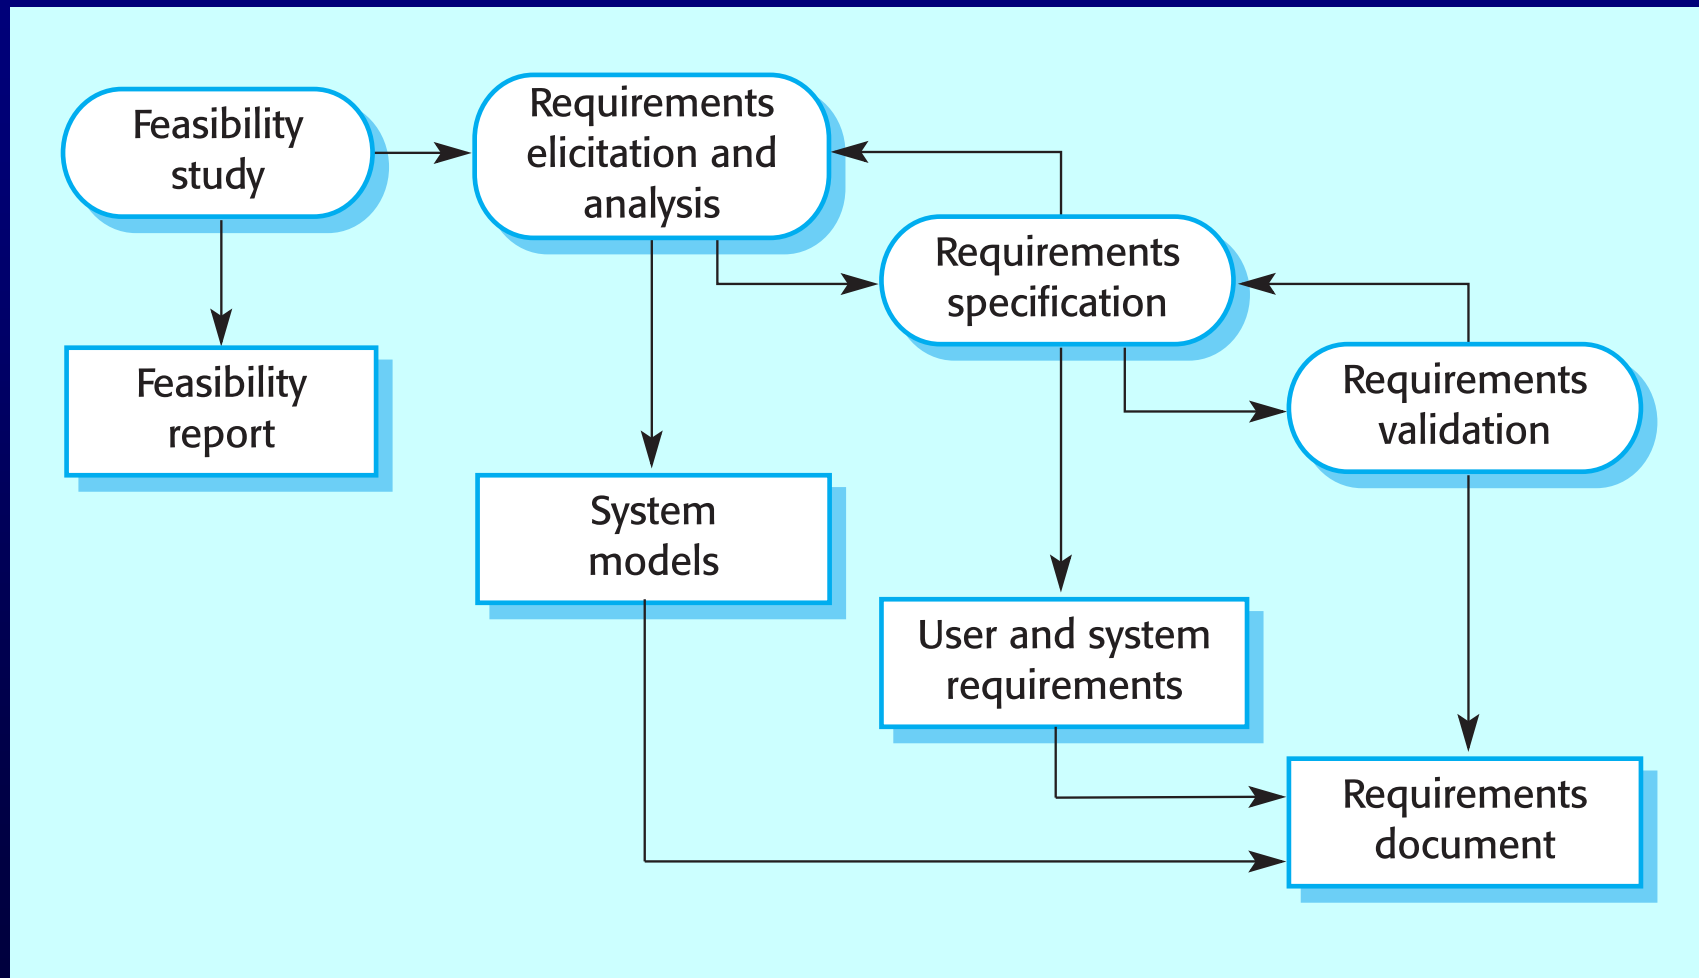 Feasibility
study
Requirements
elicitation and
analysis
Requirements
specification
Requirements
validation
Feasibility
report
System
models
User and system
requirements
Requirements
document